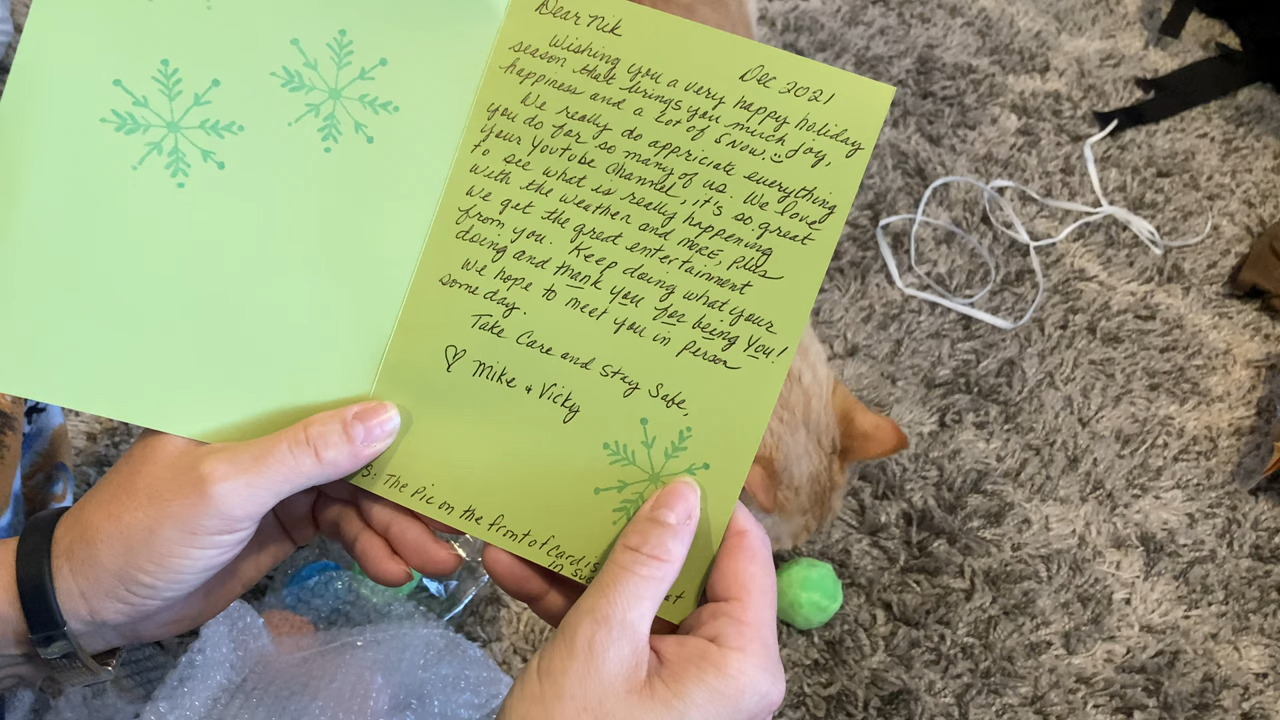 Dear Nik
Dec 2021
Wishing you a very happy holiday
season that brings you much joy,
happiness and a lot of snow.
We really do appriciate everything
you do for so many of us. We love
your Youtube Channel, it's so great
to see what is really happening
with the weather and more, plus
we get the great entertainment
from you. Keep doing what your
doing and thank you for being You!
We hope to meet you in person
some day.
Take Care and Stay Safe,
♡ Mike + Vicky
S: The Pic on the front of Card is
in